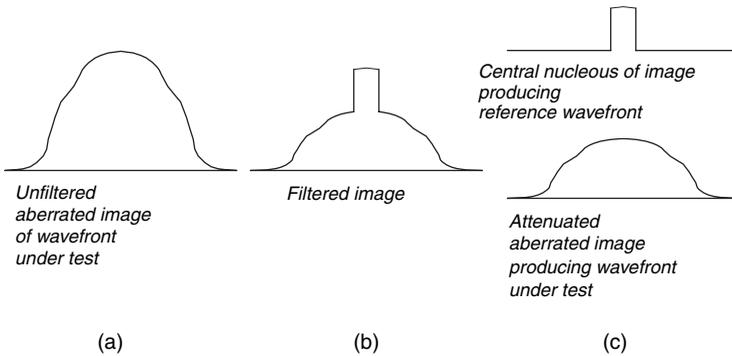 Unfiltered
aberrated image
of wavefront
under test
Filtered image
Central nucleous of image
producing
reference wavefront
Attenuated
aberrated image
producing wavefront
under test
(a)
(b)
(c)